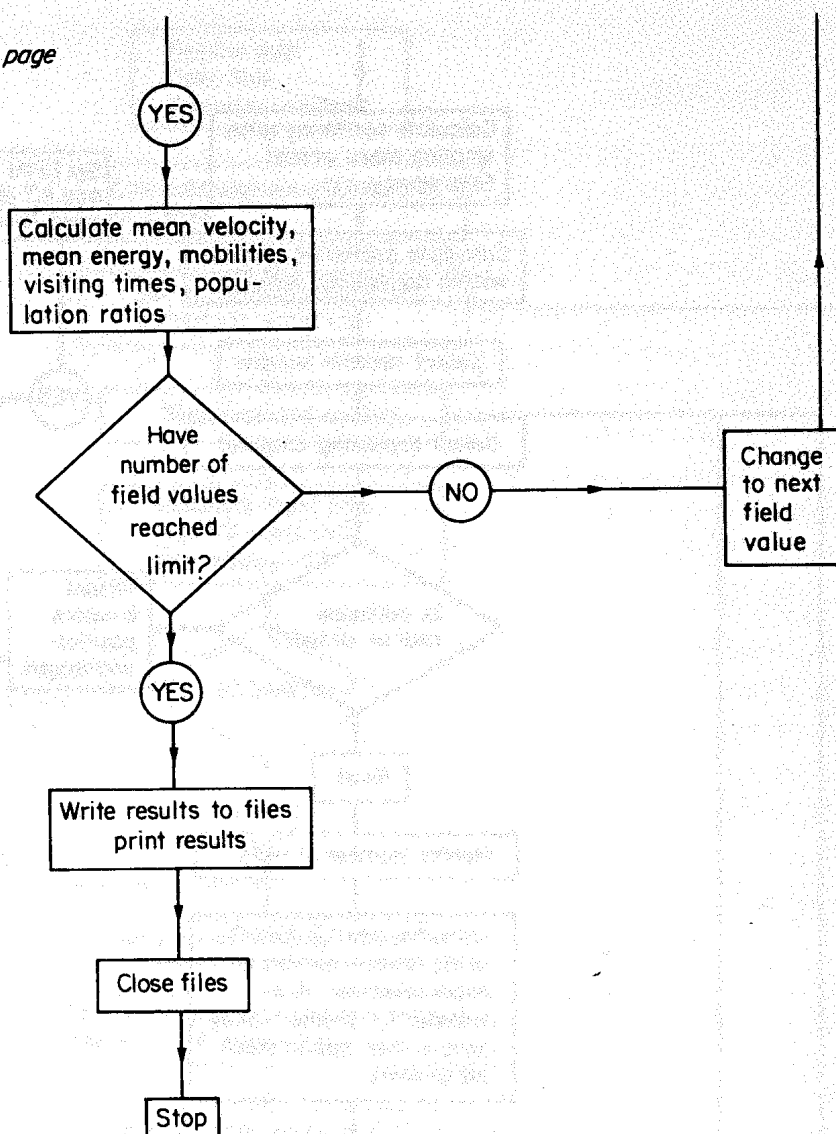 page
YES
Calculate mean velocity,
mean energy, mobilities,
visiting times, popu-
lation ratios
Have
number of
field values
reached
limit?
NO
Change
to next
field
value
YES
Write results to files
print results
Close files
Stop